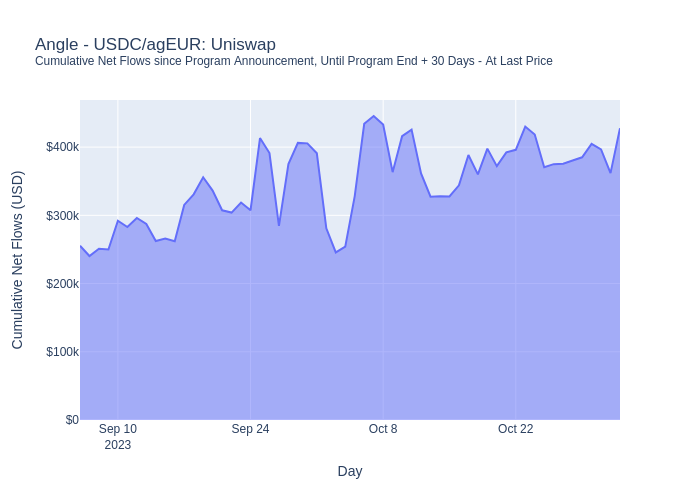 Angle - USDC/agEUR: Uniswap
Cumulative Net Flows since Program Announcement, Until Program End + 30 Days - At Last Price
Cumulative Net Flows (USD)
$400k
$300k
$200k
$100k
$0
Sep 10
2023
Sep 24
Oct 8
Oct 22
Day